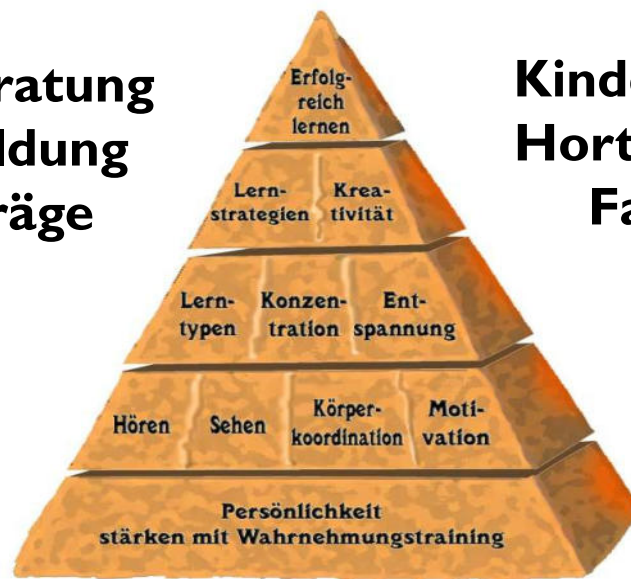 ratung
ldung
räge
Kinde
Hort
Fa
Erfolg-
reich
lernen
Lern-
strategien
Krea-
tivität
Lern-
typen
Konzen-
tration
Ent-
spannung
Hören
Sehen
Körper-
koordination
Moti-
vation
Persönlichkeit
stärken mit Wahrnehmungstraining